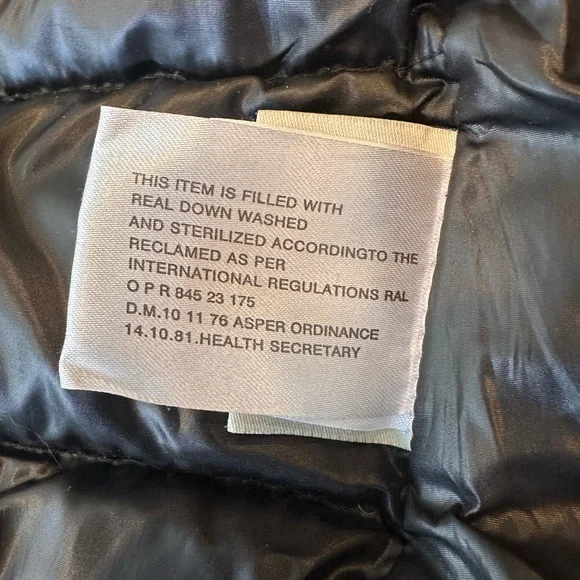 THIS ITEM IS FILLED WITH
REAL DOWN WASHED
AND STERILIZED ACCORDINGTO THE
RECLAMED AS PER
INTERNATIONAL REGULATIONS RAL
O P R 845 23 175
D.M.10 11 76 ASPER ORDINANCE
14.10.81.HEALTH SECRETARY